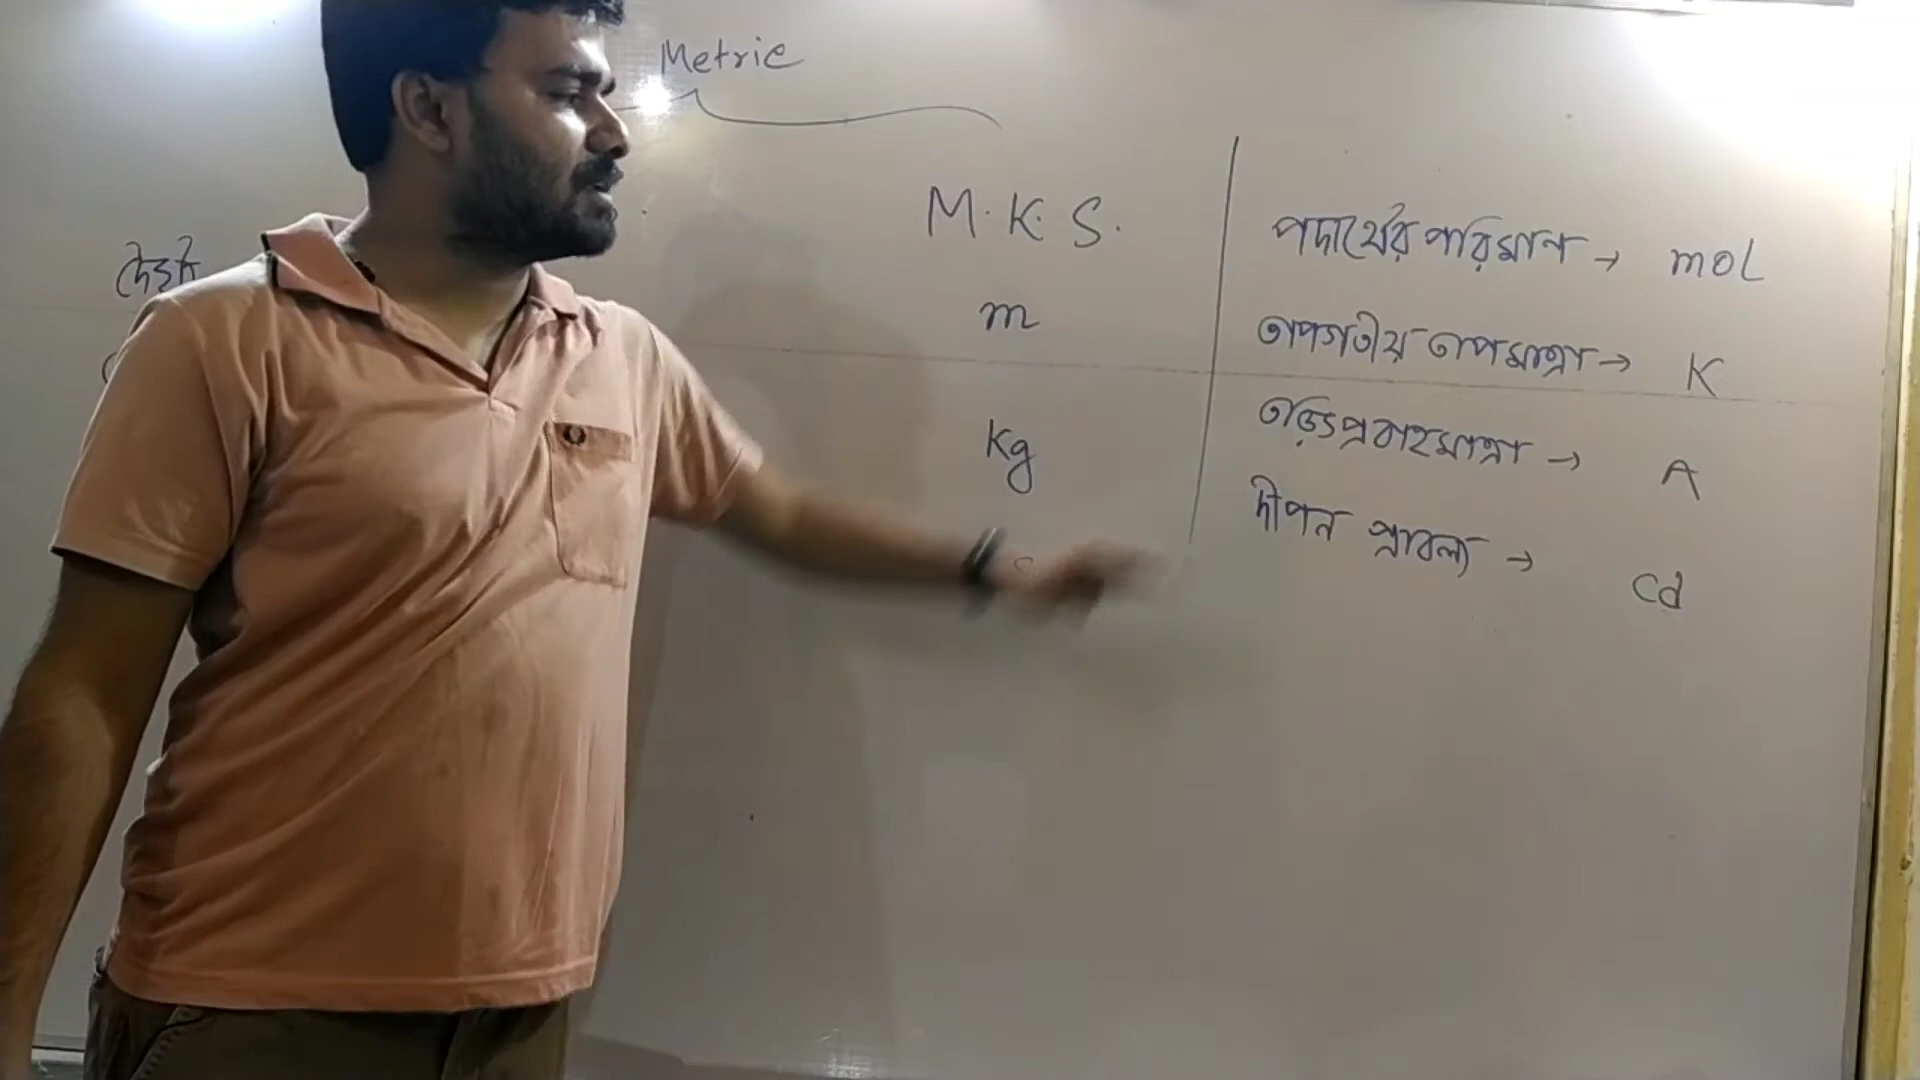 Metric
M. K. S.
দৈর্ঘ্য
m
Kg
পদার্থের পরিমাণ → mol
তাপগতীয় তাপমাত্রা → K
তড়িৎপ্রবাহমাত্রা → A
দীপন প্রাবল্য → cd